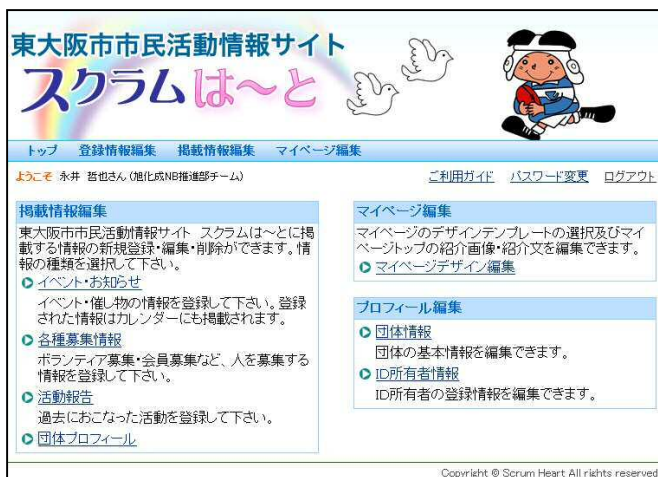 東大阪市市民活動情報サイト
スクラムは〜と
トップ 登録情報編集 掲載情報編集 マイページ編集
ようこそ 永井 哲也さん(旭化成NB推進部チーム)
ご利用ガイド パスワード変更 ログアウト
掲載情報編集
東大阪市市民活動情報サイト スクラムは〜とに掲
載する情報の新規登録・編集・削除ができます。情
報の種類を選択して下さい。
イベント・お知らせ
イベント・催し物の情報を登録して下さい。登録
された情報はカレンダーにも掲載されます。
各種募集情報
ボランティア募集・会員募集など、人を募集する
情報を登録して下さい。
活動報告
過去におこなった活動を登録して下さい。
団体プロフィール
マイページ編集
マイページのデザインテンプレートの選択及びマイ
ページトップの紹介画像・紹介文を編集できます。
マイページデザイン編集
プロフィール編集
団体情報
団体の基本情報を編集できます。
ID所有者情報
ID所有者の登録情報を編集できます。
Copyright © Scrum Heart All rights reserved